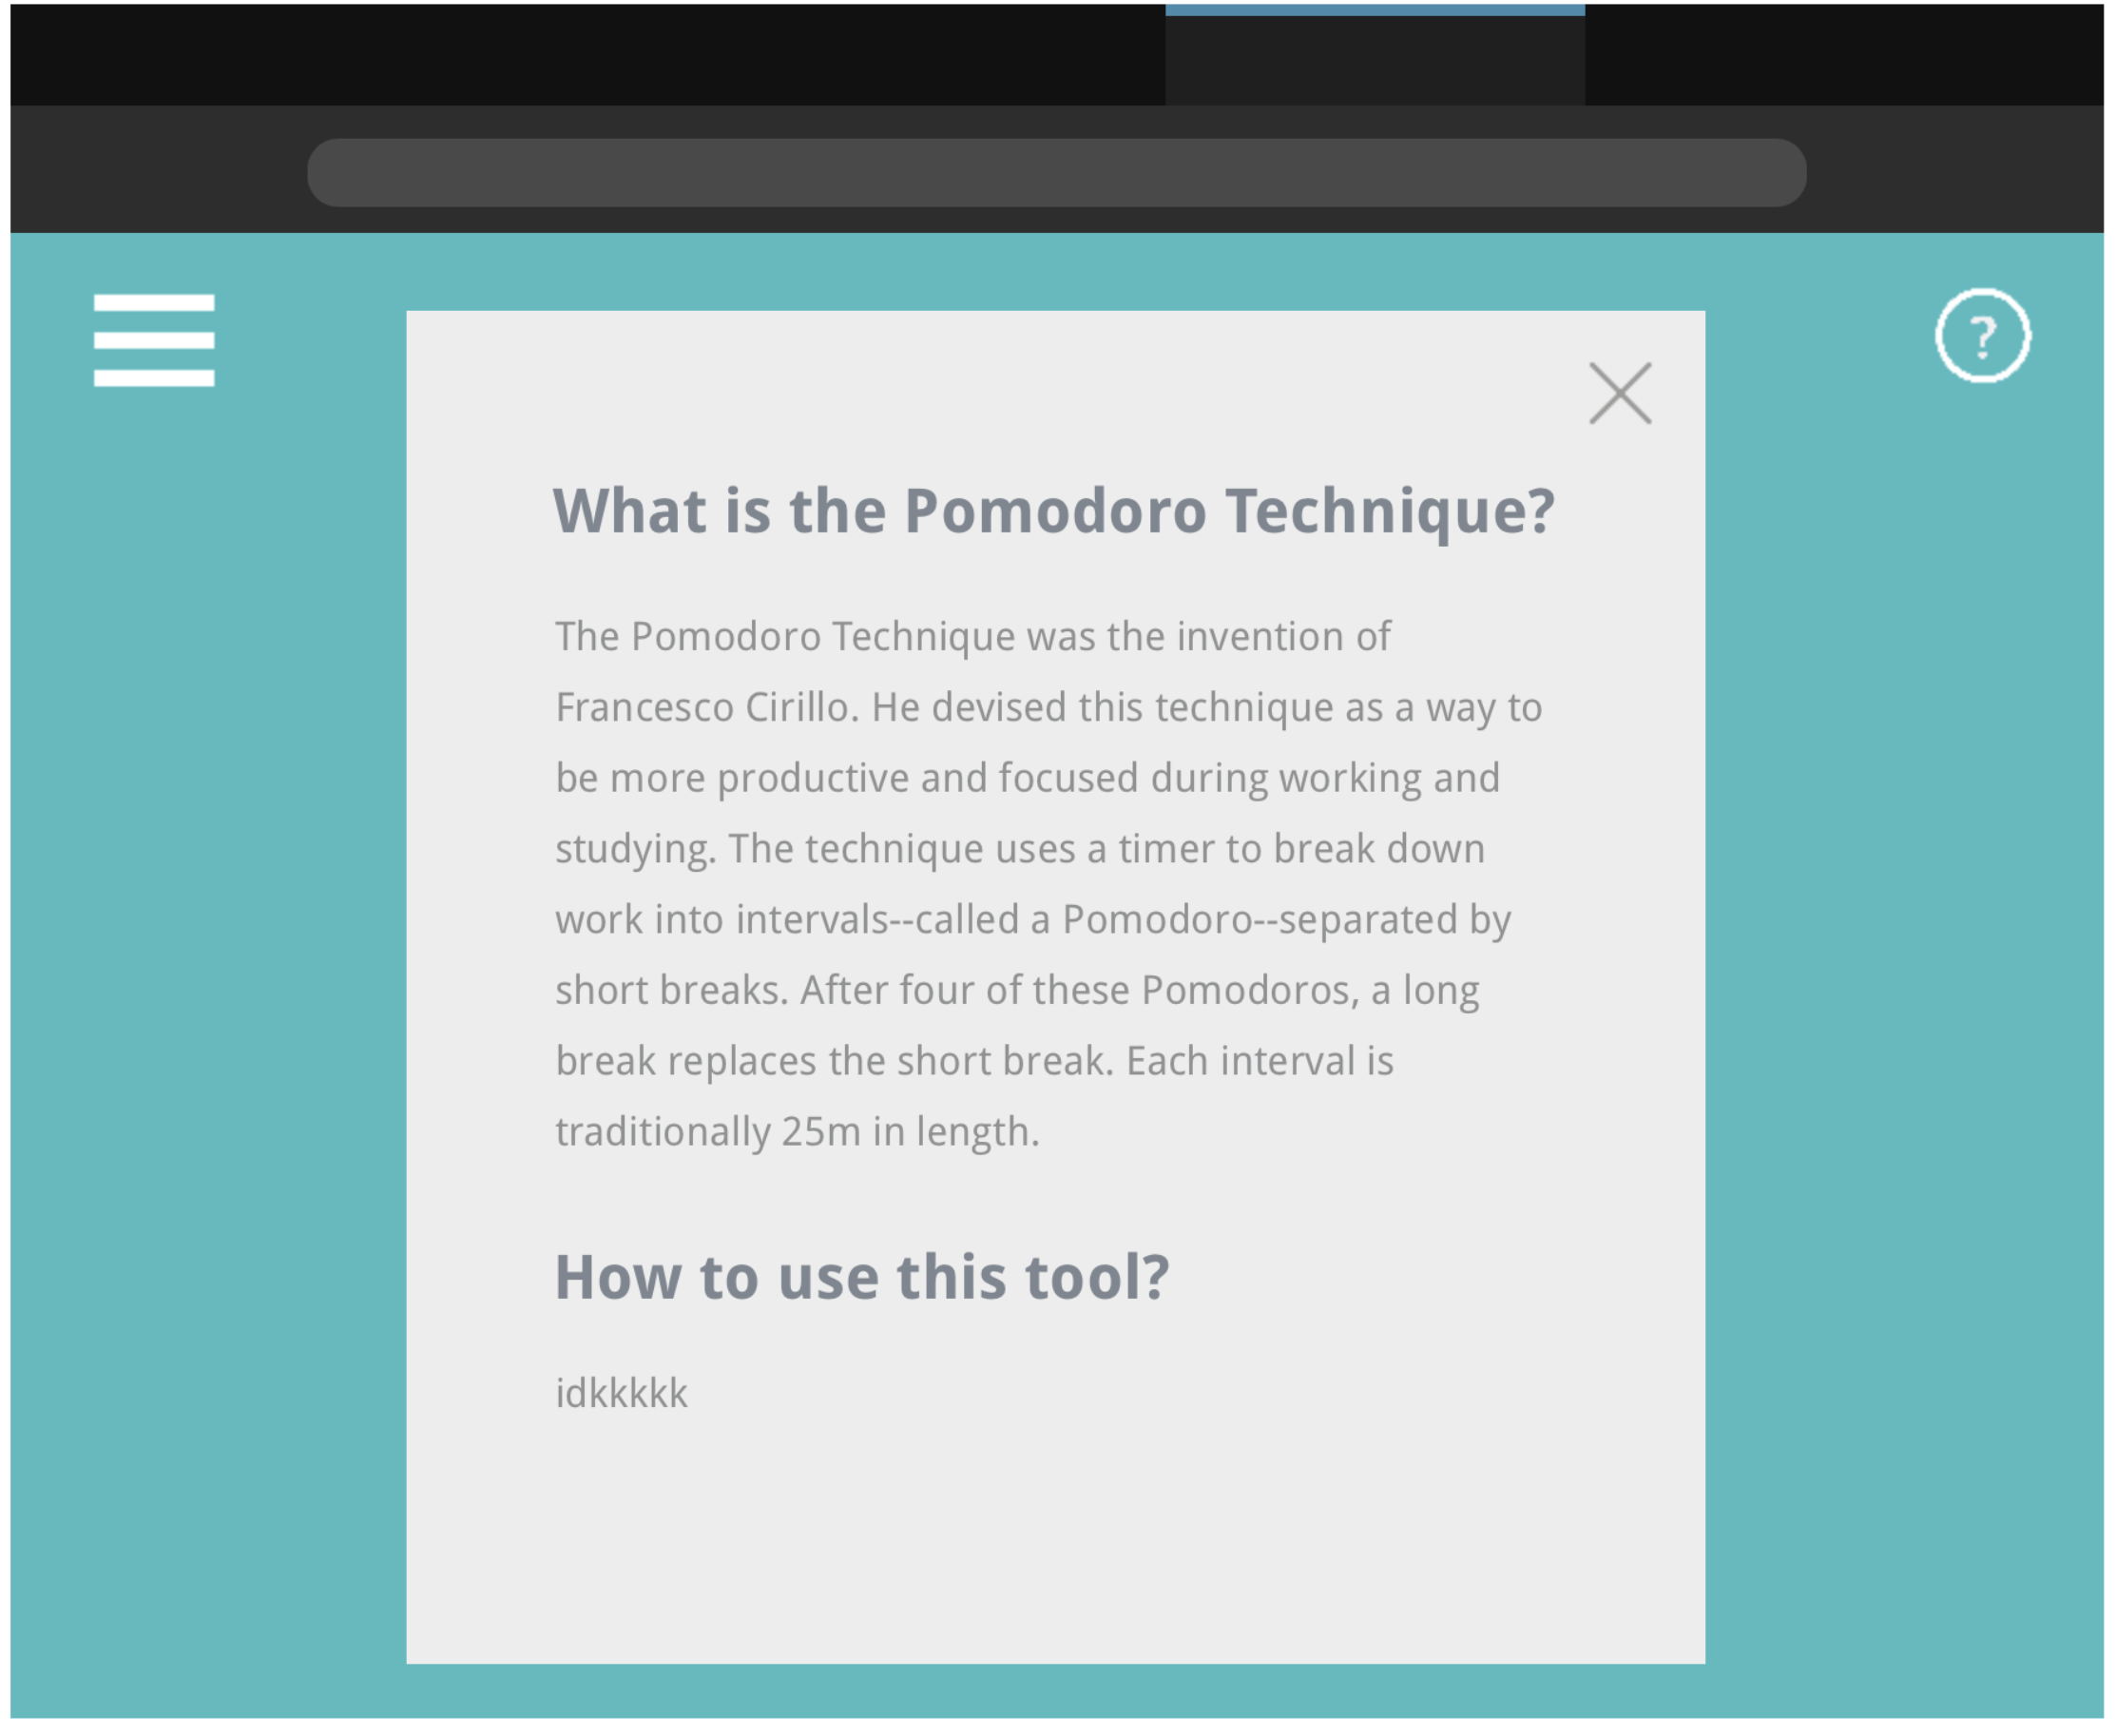 ?
What is the Pomodoro Technique?
The Pomodoro Technique was the invention of
Francesco Cirillo. He devised this technique as a way to
be more productive and focused during working and
studying. The technique uses a timer to break down
work into intervals--called a Pomodoro--separated by
short breaks. After four of these Pomodoros, a long
break replaces the short break. Each interval is
traditionally 25m in length.
How to use this tool?
idkkkkk